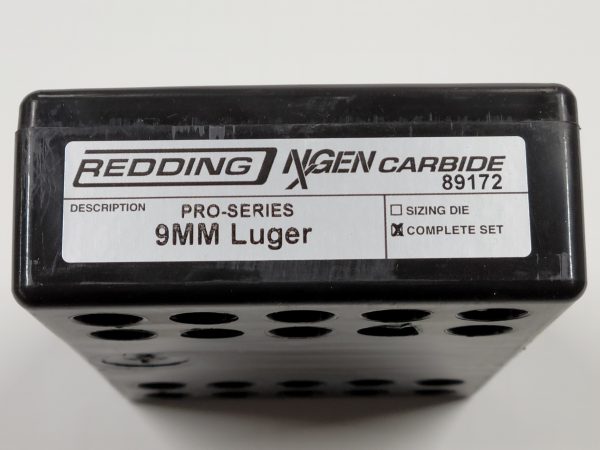 REDDING NXGEN CARBIDE
89172
DESCRIPTION PRO-SERIES
9MM Luger
SIZING DIE
COMPLETE SET